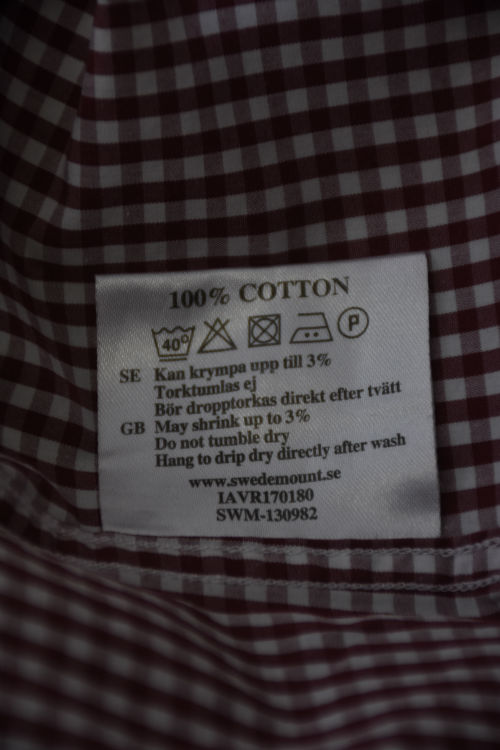 100% COTTON
40° P
SE Kan krympa upp till 3%
Torktumlas ej
Bör dropptorkas direkt efter tvätt
GB May shrink up to 3%
Do not tumble dry
Hang to drip dry directly after wash
www.swedemount.se
IAVR170180
SWM-130982